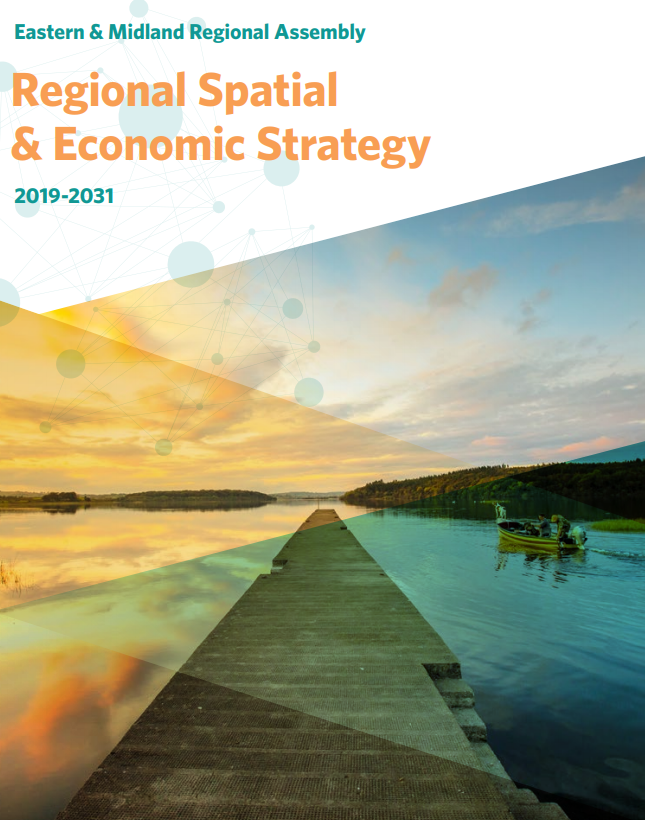 Eastern & Midland Regional Assembly
Regional Spatial
& Economic Strategy
2019-2031